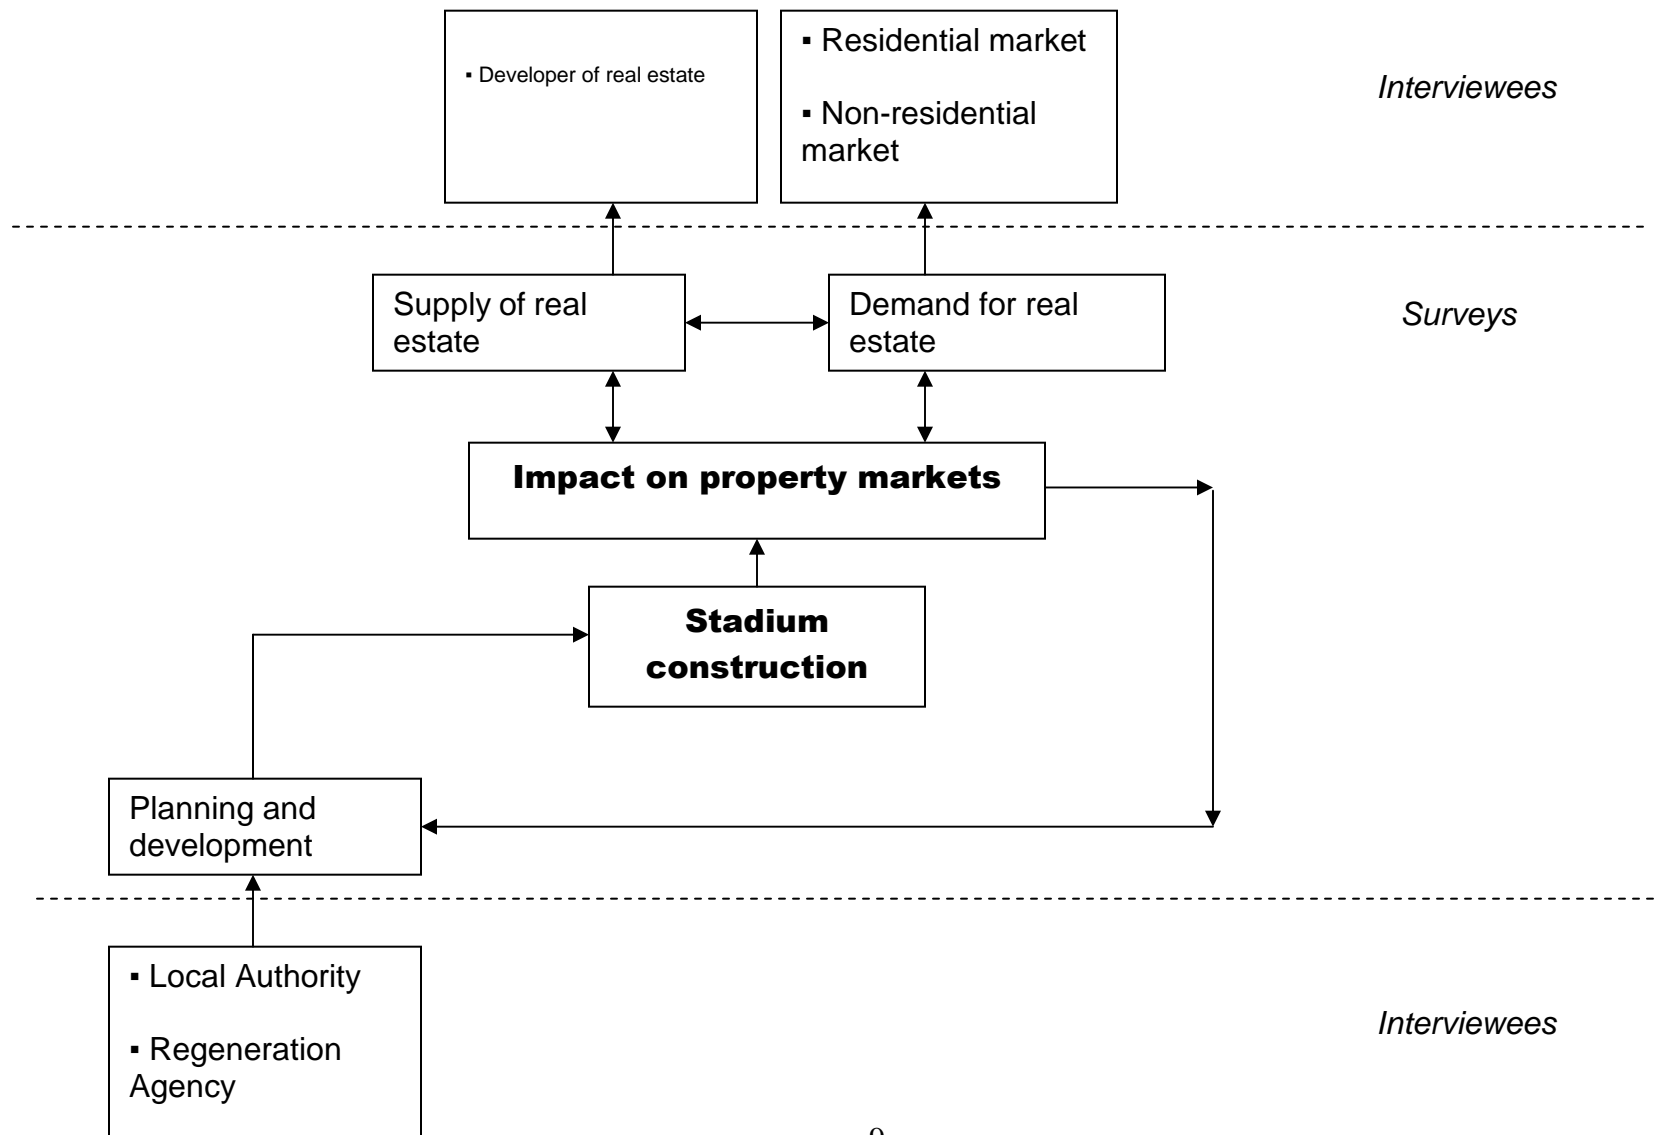 ▪ Developer of real estate
▪ Residential market
▪ Non-residential
market
Interviewees
Supply of real
estate
Demand for real
estate
Surveys
Impact on property markets
Stadium
construction
Planning and
development
▪ Local Authority
▪ Regeneration
Agency
Interviewees